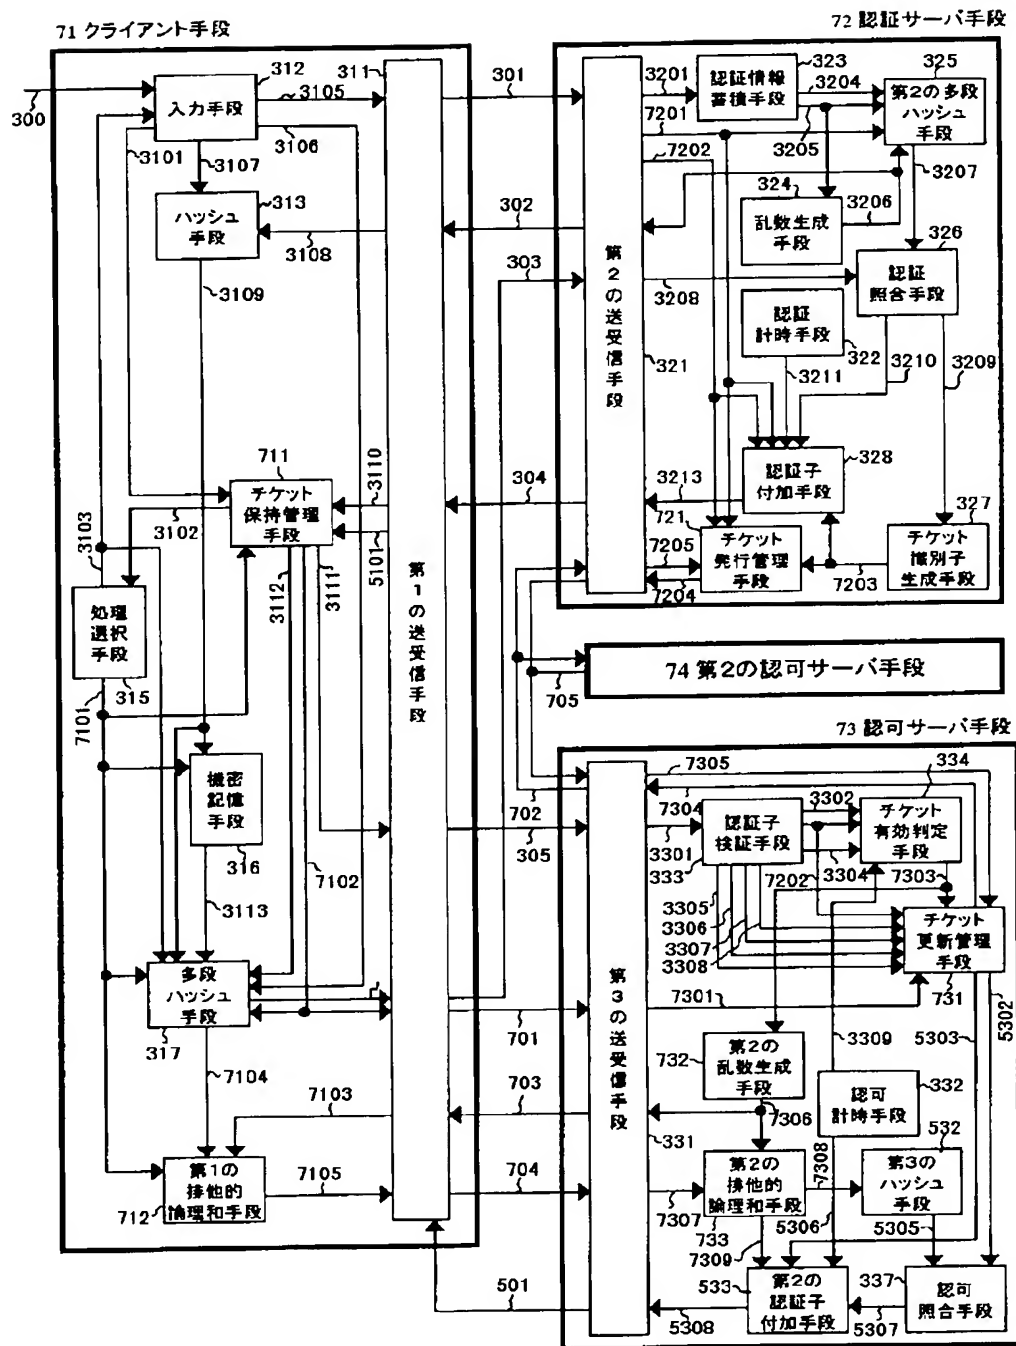 71 クライアント手段
300
312
入力手段
3105
3106
3101
3107
313
ハッシュ
手段
3108
3109
311
第1の送受信手段
711
チケット
保持管理
手段
3110
5101
3103
3102
3112
3111
処理
選択
手段
315
7101
機密
記憶
手段
316
3113
7102
多段
ハッシュ
手段
317
7104
7103
第1の
排他的
論理和手段
712
7105
301
302
303
304
702
305
701
703
704
501
705
72 認証サーバ手段
第2の送受信手段
321
3201
7201
7202
323
認証情報
蓄積手段
3204
3205
325
第2の多段
ハッシュ
手段
3207
324
乱数生成
手段
3206
326
認証
照合手段
3208
認証
計時手段
322
3211
3210
3209
認証子
付加手段
328
3213
721
チケット
発行管理
手段
7205
7204
7203
327
チケット
識別子
生成手段
74 第2の認可サーバ手段
73 認可サーバ手段
第3の送受信手段
331
7305
7304
3302
334
認証子
検証手段
3301
333
チケット
有効判定
手段
7202
3304
7303
3305
3306
3307
3308
チケット
更新管理
手段
731
7301
3309
5303
5302
732
第2の
乱数生成
手段
7306
認可
計時手段
332
532
第2の
排他的
論理和手段
733
7307
7308
第3の
ハッシュ
手段
7309
5306
5305
533
第2の
認証子
付加手段
5308
337
認可
照合手段
5307